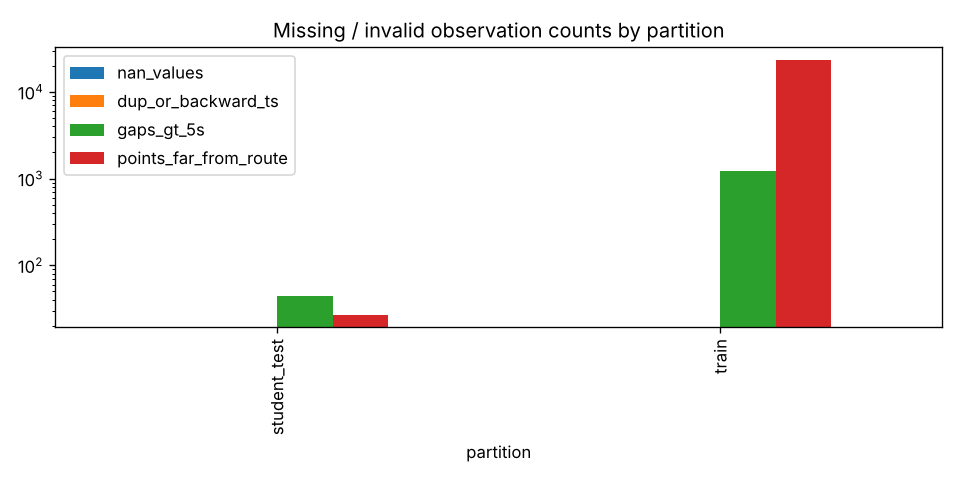 Missing / invalid observation counts by partition
nan_values
dup_or_backward_ts
gaps_gt_5s
points_far_from_route
10^4
10^3
10^2
student_test
train
partition